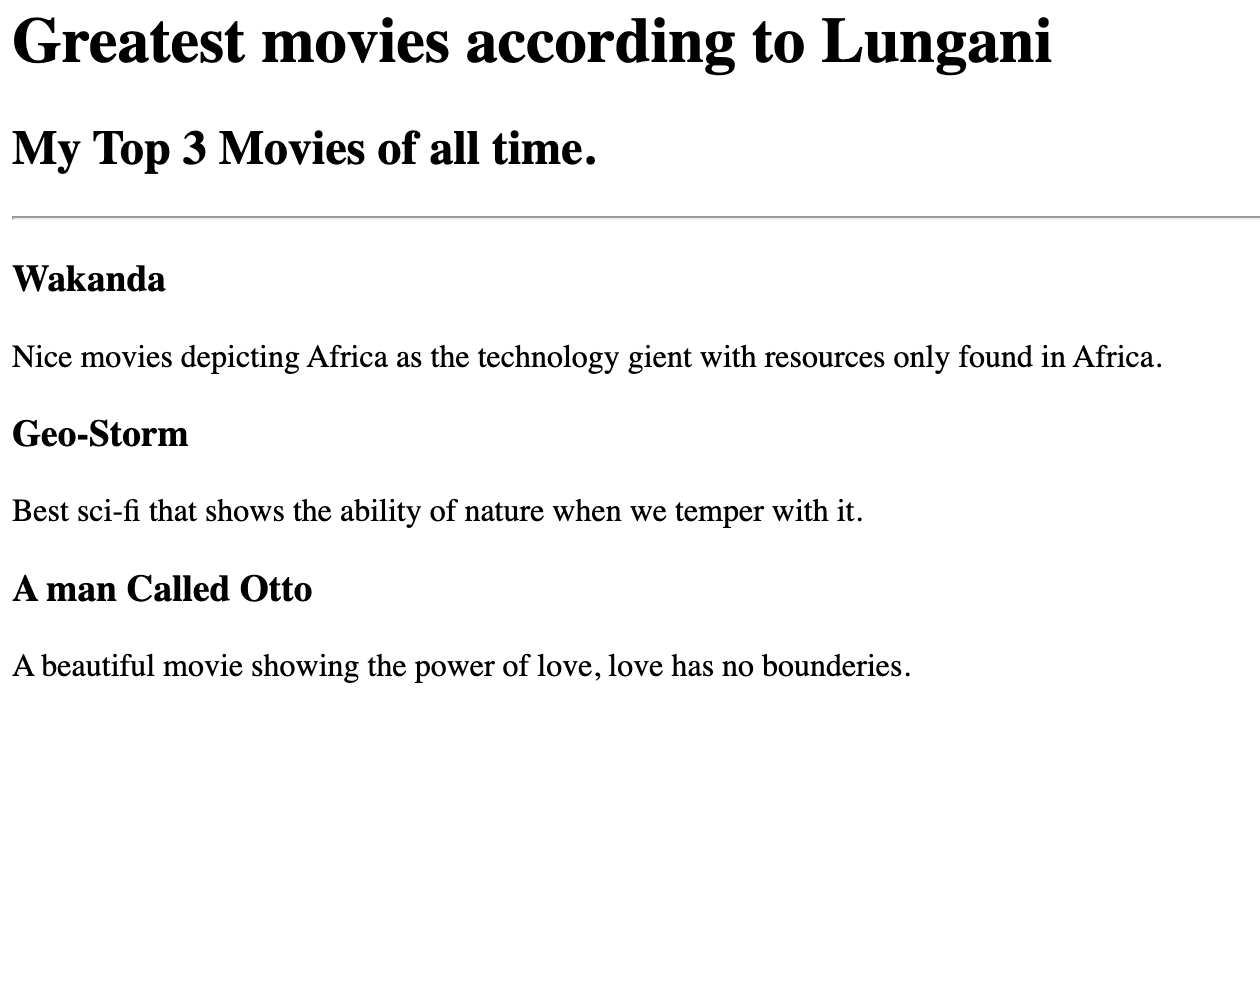 Greatest movies according to Lungani
My Top 3 Movies of all time.
Wakanda
Nice movies depicting Africa as the technology gient with resources only found in Africa.
Geo-Storm
Best sci-fi that shows the ability of nature when we temper with it.
A man Called Otto
A beautiful movie showing the power of love, love has no bounderies.